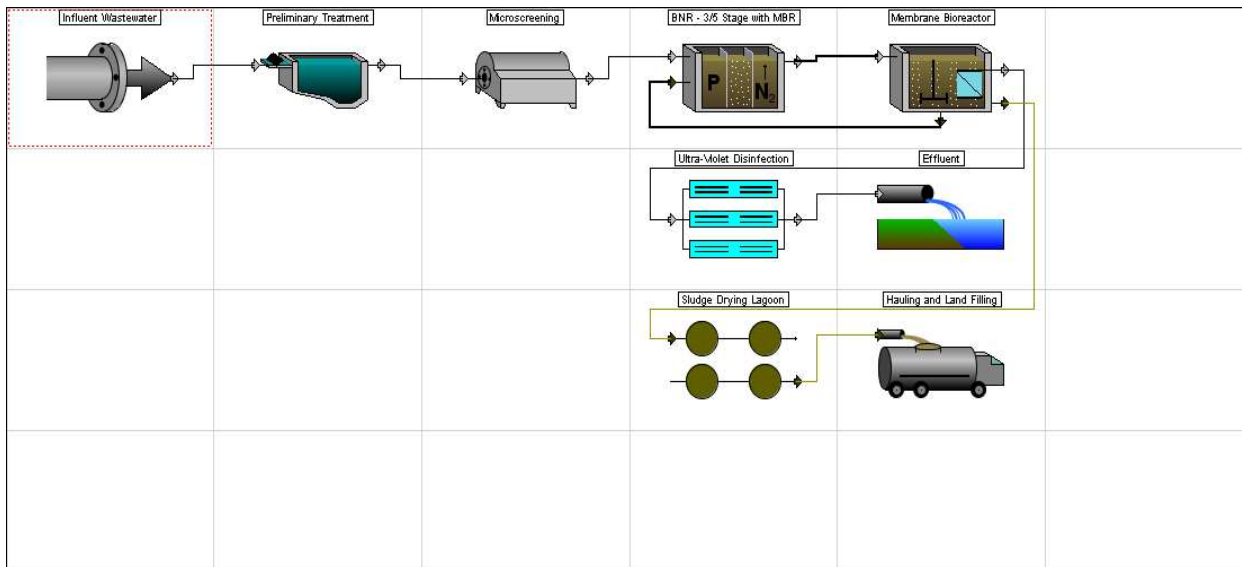 Influent Wastewater
Preliminary Treatment
Microscreening
BNR - 3/5 Stage with MBR
Membrane Bioreactor
P
N2
Ultra-Violet Disinfection
Effluent
Sludge Drying Lagoon
Hauling and Land Filling